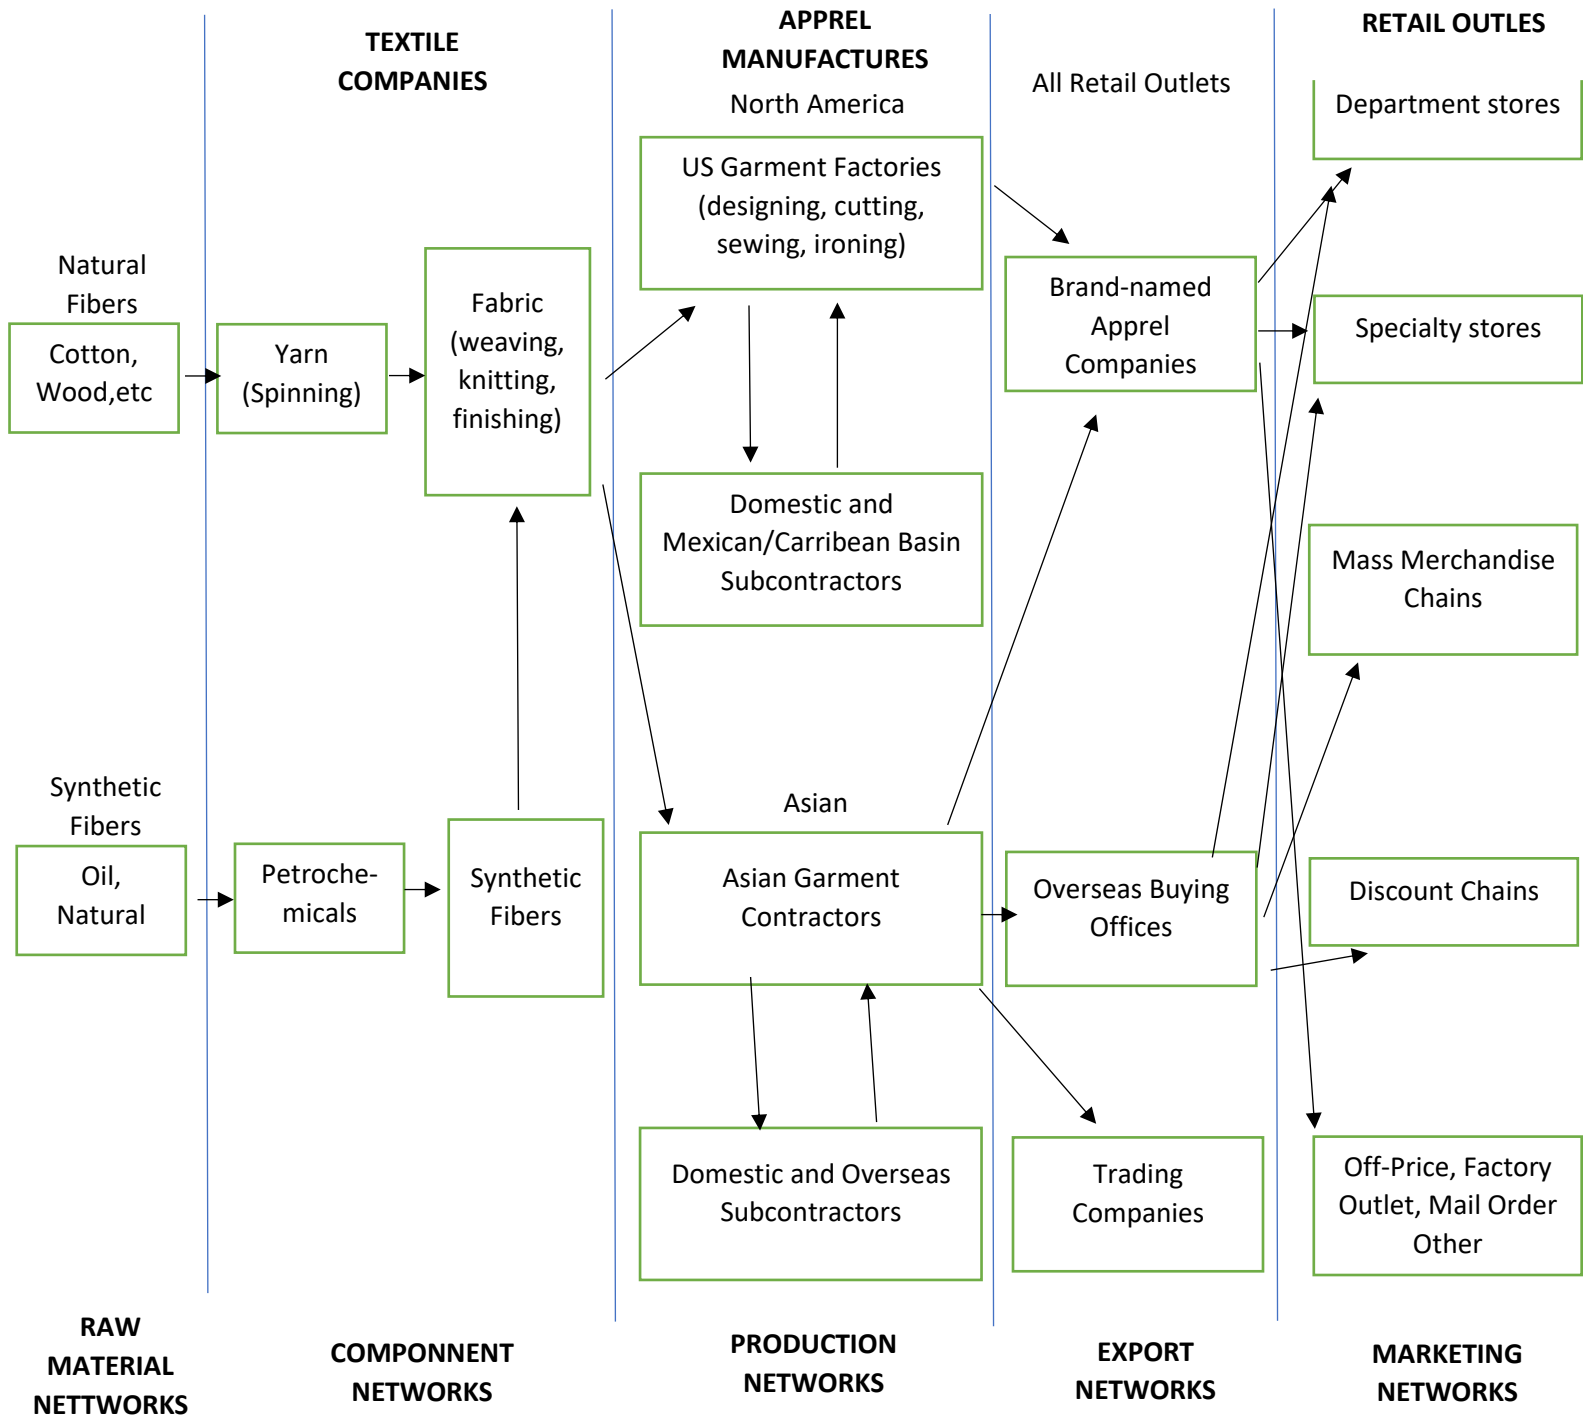 TEXTILE
COMPANIES
APPREL
MANUFACTURES
North America
All Retail Outlets
RETAIL OUTLES
Department stores
US Garment Factories
(designing, cutting,
sewing, ironing)
Natural
Fibers
Cotton,
Wood,etc
Yarn
(Spinning)
Fabric
(weaving,
knitting,
finishing)
Brand-named
Apprel
Companies
Specialty stores
Domestic and
Mexican/Carribean Basin
Subcontractors
Mass Merchandise
Chains
Synthetic
Fibers
Oil,
Natural
Petroche-
micals
Synthetic
Fibers
Asian
Asian Garment
Contractors
Overseas Buying
Offices
Discount Chains
Domestic and Overseas
Subcontractors
Trading
Companies
Off-Price, Factory
Outlet, Mail Order
Other
RAW
MATERIAL
NETTWORKS
COMPONNENT
NETWORKS
PRODUCTION
NETWORKS
EXPORT
NETWORKS
MARKETING
NETWORKS